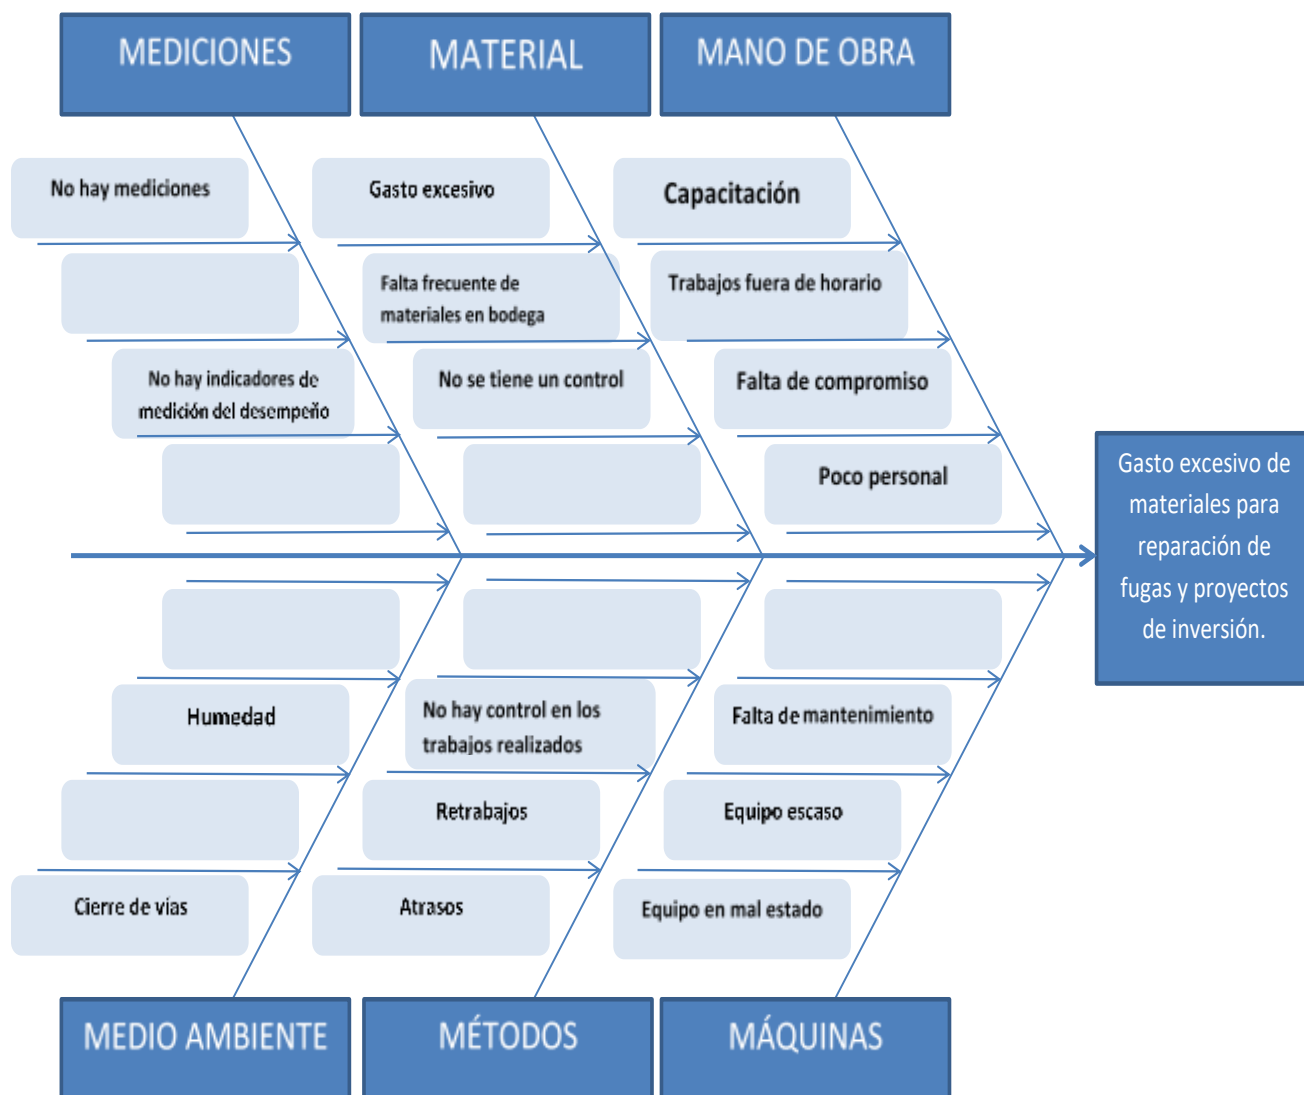 MEDICIONES
MATERIAL
MANO DE OBRA
No hay mediciones
Gasto excesivo
Capacitación
Falta frecuente de
materiales en bodega
Trabajos fuera de horario
No hay indicadores de
medición del desempeño
No se tiene un control
Falta de compromiso
Poco personal
Gasto excesivo de
materiales para
reparación de
fugas y proyectos
de inversión.
Humedad
No hay control en los
trabajos realizados
Falta de mantenimiento
Retrabajos
Equipo escaso
Cierre de vías
Atrasos
Equipo en mal estado
MEDIO AMBIENTE
MÉTODOS
MÁQUINAS